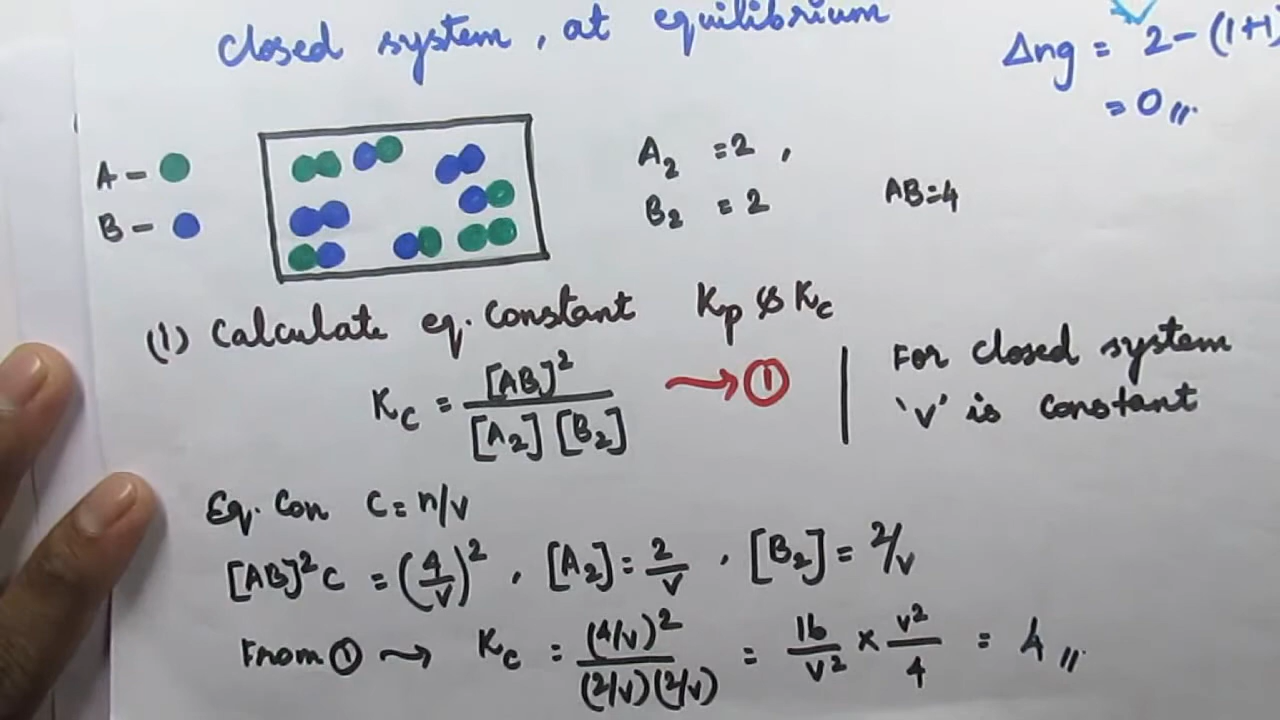 Closed system, at equilibrium
Δng = 2 - (1+1)
= 0 //.
A -
B -
A₂ = 2 ,
B₂ = 2
AB=4
(1) Calculate eq. constant Kp & Kc
Kc = [AB]² / [A₂] [B₂] → ①
For closed system
'v' is constant
Eq. Con C = n/v
[AB]² C = (4/v)² , [A₂] = 2/v , [B₂] = 2/v
From ① ⇝ Kc = (4/v)² / (2/v)(2/v) = 16/v² × v²/4 = 4 //.